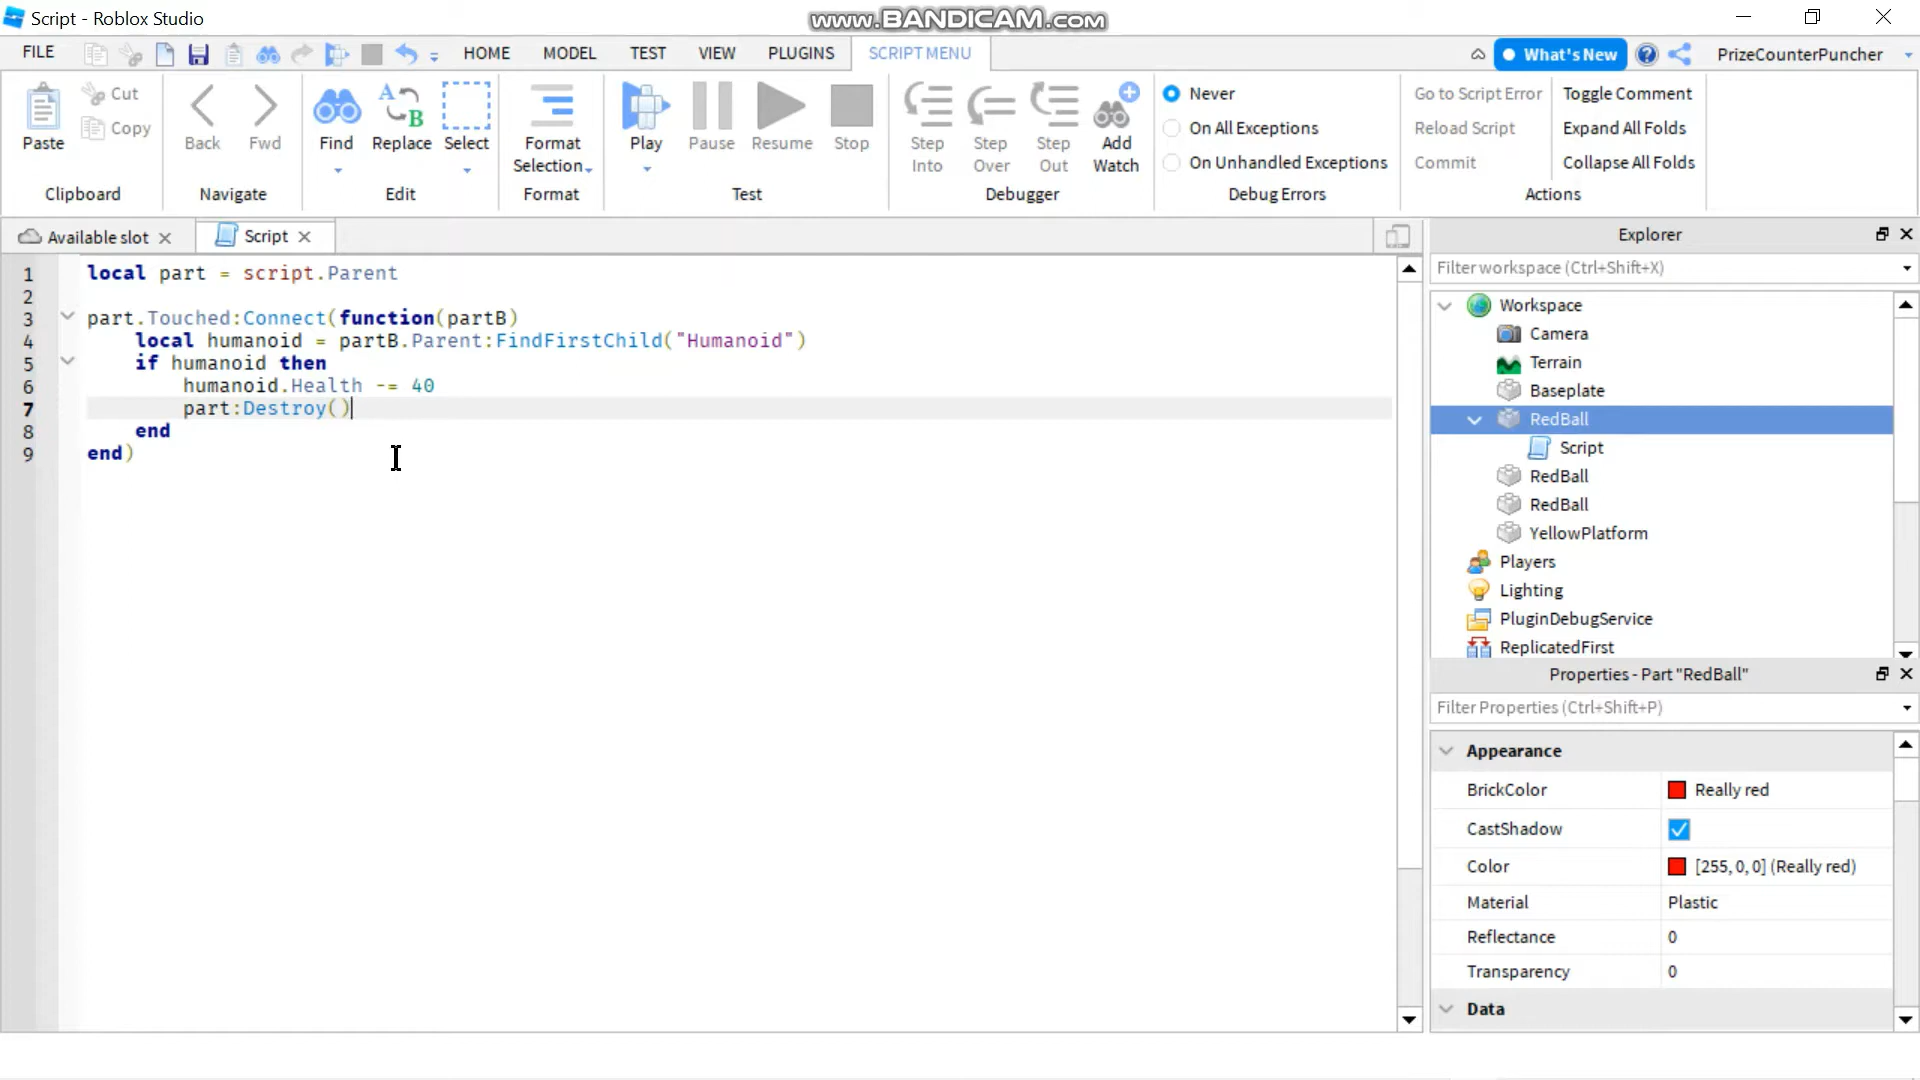 Script - Roblox Studio
www.BANDICAM.com
FILE
HOME
MODEL
TEST
VIEW
PLUGINS
SCRIPT MENU
What's New
PrizeCounterPuncher
Paste
Cut
Copy
Clipboard
Back
Fwd
Navigate
Find
Replace
Select
Edit
Format
Selection
Format
Play
Pause
Resume
Stop
Test
Step
Into
Step
Over
Step
Out
Add
Watch
Debugger
Never
On All Exceptions
On Unhandled Exceptions
Debug Errors
Go to Script Error
Reload Script
Commit
Toggle Comment
Expand All Folds
Collapse All Folds
Actions
Available slot
Script
1 local part = script.Parent
2
3 part.Touched:Connect(function(partB)
4 local humanoid = partB.Parent:FindFirstChild("Humanoid")
5 if humanoid then
6 humanoid.Health -= 40
7 part:Destroy()
8 end
9 end)
Explorer
Filter workspace (Ctrl+Shift+X)
Workspace
Camera
Terrain
Baseplate
RedBall
Script
RedBall
RedBall
YellowPlatform
Players
Lighting
PluginDebugService
ReplicatedFirst
Properties - Part "RedBall"
Filter Properties (Ctrl+Shift+P)
Appearance
BrickColor Really red
CastShadow
Color [255, 0, 0] (Really red)
Material Plastic
Reflectance 0
Transparency 0
Data